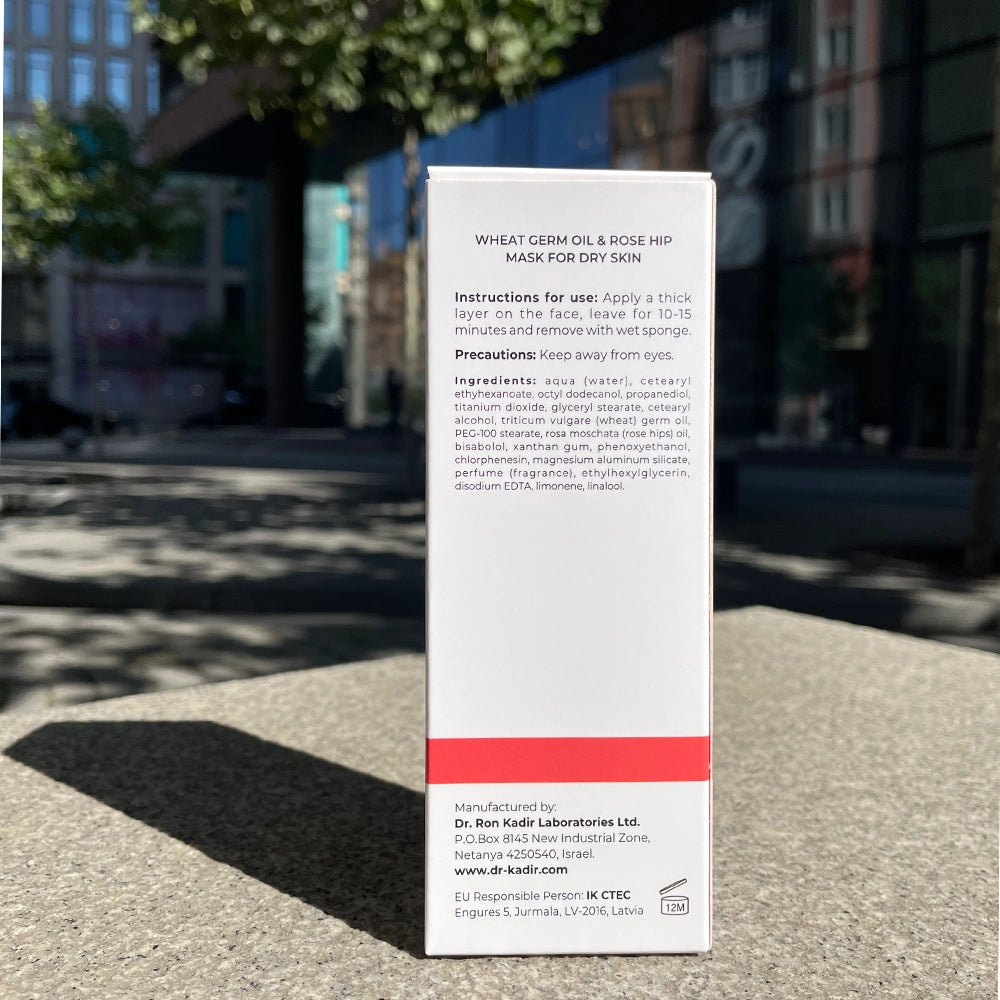 WHEAT GERM OIL & ROSE HIP
MASK FOR DRY SKIN
Instructions for use: Apply a thick
layer on the face, leave for 10-15
minutes and remove with wet sponge.
Precautions: Keep away from eyes.
Ingredients: aqua (water), cetearyl
ethyhexanoate, octyl dodecanol, propanediol,
titanium dioxide, glyceryl stearate, cetearyl
alcohol, triticum vulgare (wheat) germ oil,
PEG-100 stearate, rosa moschata (rose hips) oil,
bisabolol, xanthan gum, phenoxyethanol,
chlorphenesin, magnesium aluminum silicate,
perfume (fragrance), ethylhexylglycerin,
disodium EDTA, limonene, linalool.
Manufactured by:
Dr. Ron Kadir Laboratories Ltd.
P.O.Box 8145 New Industrial Zone,
Netanya 4250540, Israel.
www.dr-kadir.com
EU Responsible Person: IK CTEC
Engures 5, Jurmala, LV-2016, Latvia
12M